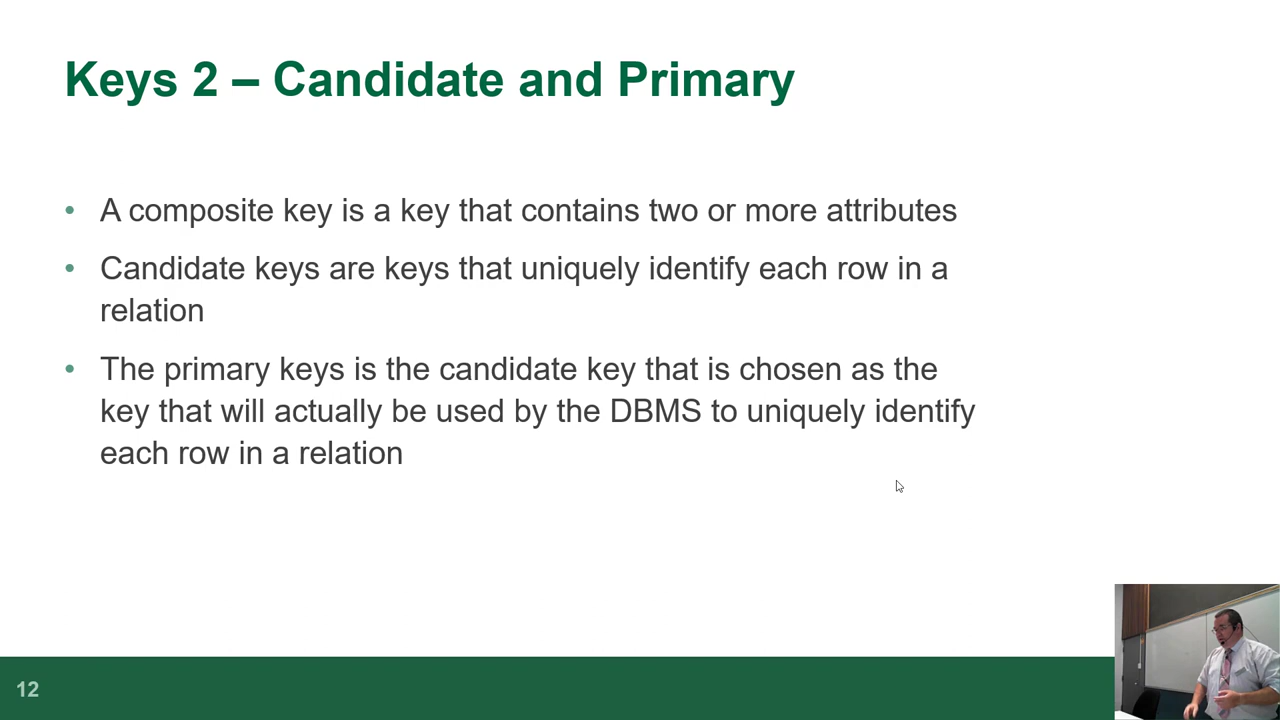 Keys 2 – Candidate and Primary
• A composite key is a key that contains two or more attributes
• Candidate keys are keys that uniquely identify each row in a
relation
• The primary keys is the candidate key that is chosen as the
key that will actually be used by the DBMS to uniquely identify
each row in a relation
12